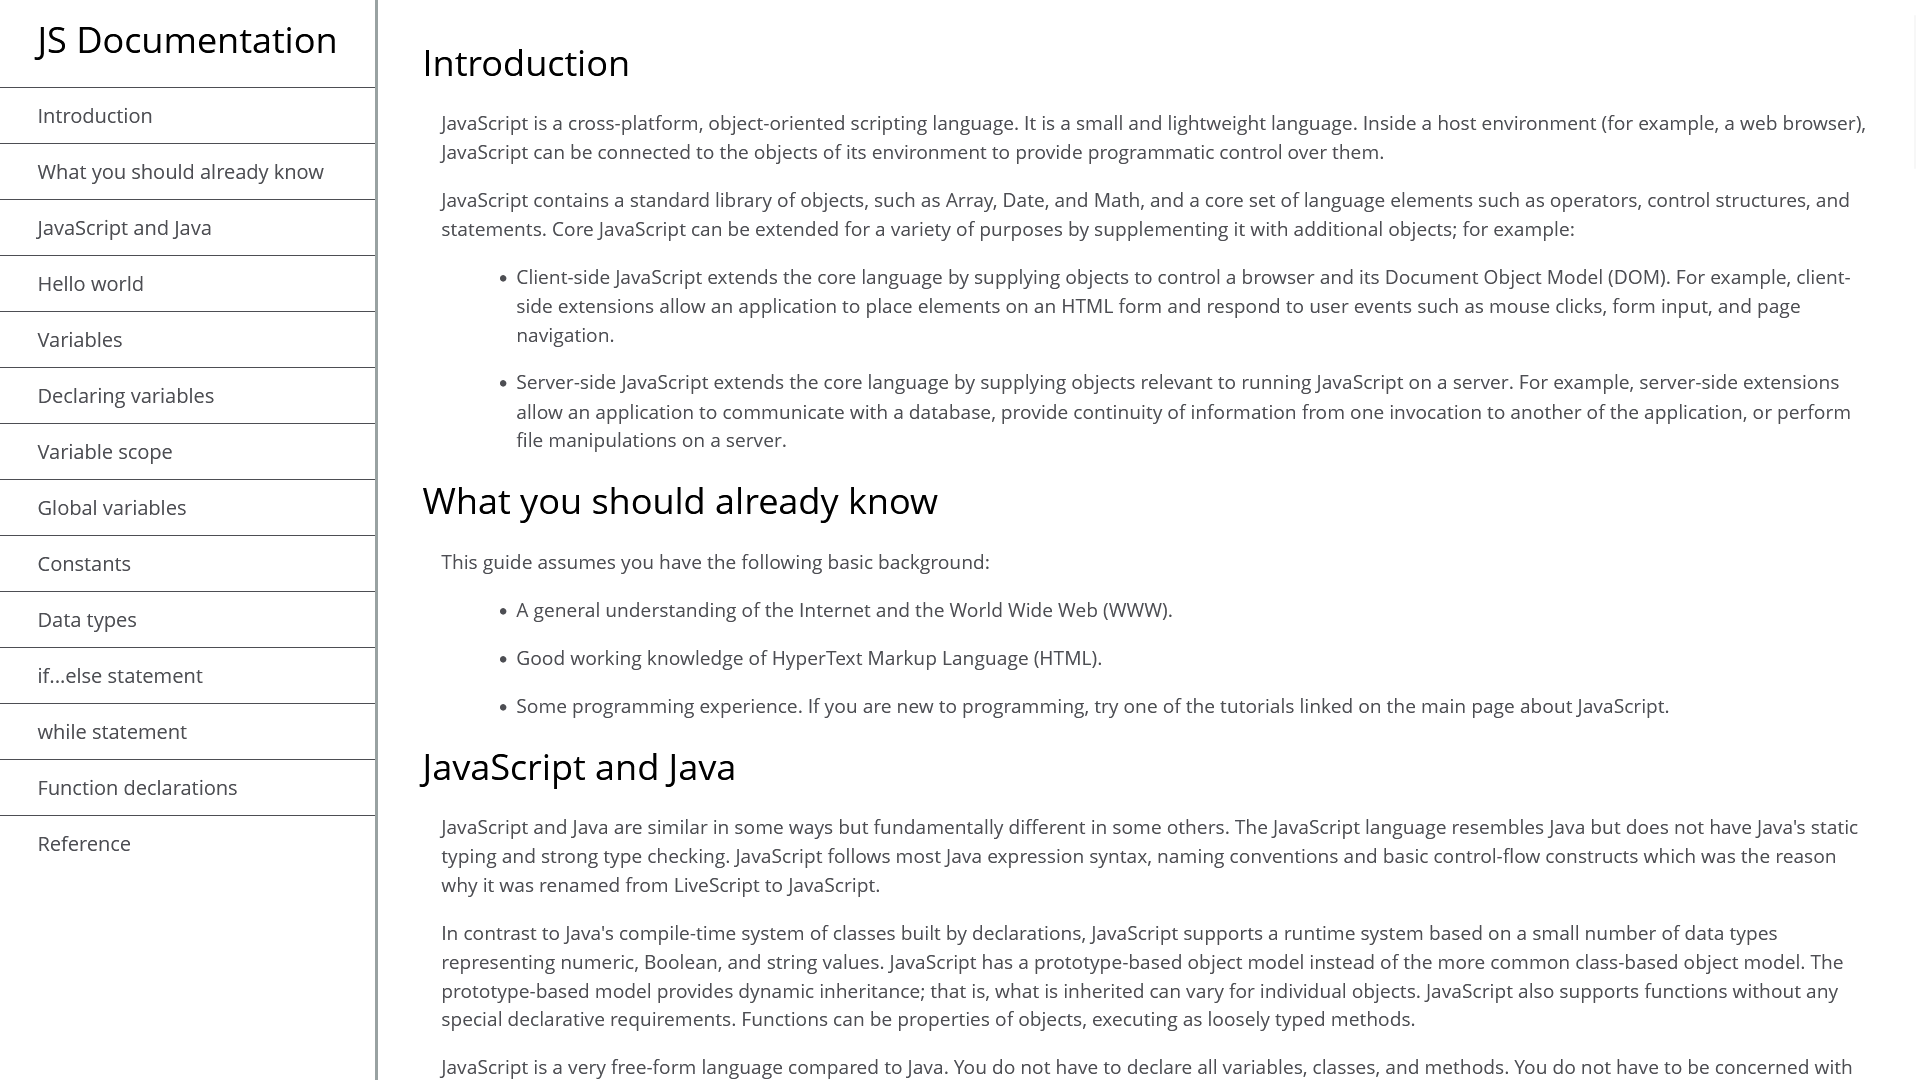 JS Documentation
Introduction
What you should already know
JavaScript and Java
Hello world
Variables
Declaring variables
Variable scope
Global variables
Constants
Data types
if...else statement
while statement
Function declarations
Reference
Introduction
JavaScript is a cross-platform, object-oriented scripting language. It is a small and lightweight language. Inside a host environment (for example, a web browser),
JavaScript can be connected to the objects of its environment to provide programmatic control over them.
JavaScript contains a standard library of objects, such as Array, Date, and Math, and a core set of language elements such as operators, control structures, and
statements. Core JavaScript can be extended for a variety of purposes by supplementing it with additional objects; for example:
• Client-side JavaScript extends the core language by supplying objects to control a browser and its Document Object Model (DOM). For example, client-
side extensions allow an application to place elements on an HTML form and respond to user events such as mouse clicks, form input, and page
navigation.
• Server-side JavaScript extends the core language by supplying objects relevant to running JavaScript on a server. For example, server-side extensions
allow an application to communicate with a database, provide continuity of information from one invocation to another of the application, or perform
file manipulations on a server.
What you should already know
This guide assumes you have the following basic background:
• A general understanding of the Internet and the World Wide Web (WWW).
• Good working knowledge of HyperText Markup Language (HTML).
• Some programming experience. If you are new to programming, try one of the tutorials linked on the main page about JavaScript.
JavaScript and Java
JavaScript and Java are similar in some ways but fundamentally different in some others. The JavaScript language resembles Java but does not have Java's static
typing and strong type checking. JavaScript follows most Java expression syntax, naming conventions and basic control-flow constructs which was the reason
why it was renamed from LiveScript to JavaScript.
In contrast to Java's compile-time system of classes built by declarations, JavaScript supports a runtime system based on a small number of data types
representing numeric, Boolean, and string values. JavaScript has a prototype-based object model instead of the more common class-based object model. The
prototype-based model provides dynamic inheritance; that is, what is inherited can vary for individual objects. JavaScript also supports functions without any
special declarative requirements. Functions can be properties of objects, executing as loosely typed methods.
JavaScript is a very free-form language compared to Java. You do not have to declare all variables, classes, and methods. You do not have to be concerned with